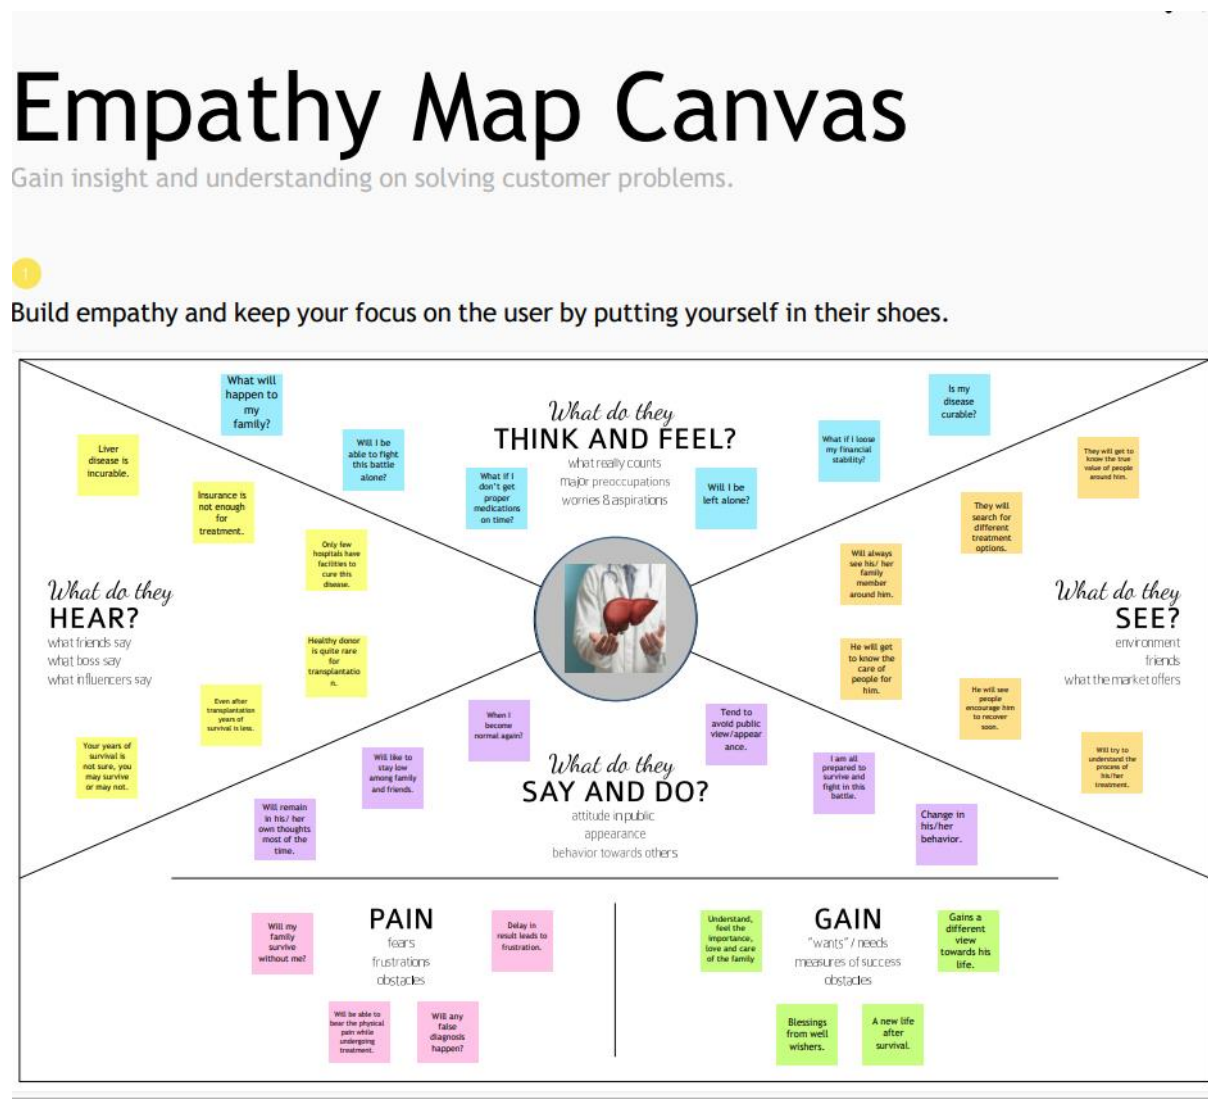 Empathy Map Canvas
Gain insight and understanding on solving customer problems.
1
Build empathy and keep your focus on the user by putting yourself in their shoes.
What do they
THINK AND FEEL?
what really counts
major preoccupations
worries & aspirations
What will
happen to
my
family?
Will I be
able to fight
this battle
alone?
What if I
don't get
proper
medications
on time?
Will I be
left alone?
What if I loose
my financial
stability?
Is my
disease
curable?
What do they
HEAR?
what friends say
what boss say
what influencers say
Liver
disease is
incurable.
Insurance is
not enough
for
treatment.
Only few
hospitals have
facilities to
cure this
disease.
Healthy donor
is quite rare
for
transplantatio
n.
Even after
transplantation
years of
survival is less.
Your years of
survival is
not sure, you
may survive
or may not.
What do they
SEE?
environment
friends
what the market offers
They will get to
know the true
value of people
around him.
They will
search for
different
treatment
options.
Will always
see his/ her
family
member
around him.
He will get
to know the
care of
people for
him.
He will see
people
encourage him
to recover
soon.
Will try to
understand the
process of
his/her
treatment.
What do they
SAY AND DO?
attitude in public
appearance
behavior towards others
When I
become
normal again?
Will like to
stay low
among family
and friends.
Will remain
in his/ her
own thoughts
most of the
time.
Tend to
avoid public
view/appear
ance.
I am all
prepared to
survive and
fight in this
battle.
Change in
his/her
behavior.
PAIN
fears
frustrations
obstacles
Will my
family
survive
without me?
Delay in
result leads to
frustration.
Will be able to
bear the physical
pain while
undergoing
treatment.
Will any
false
diagnosis
happen?
GAIN
"wants" / needs
measures of success
obstacles
Understand,
feel the
importance,
love and care
of the family
Gains a
different
view
towards his
life.
Blessings
from well
wishers.
A new life
after
survival.